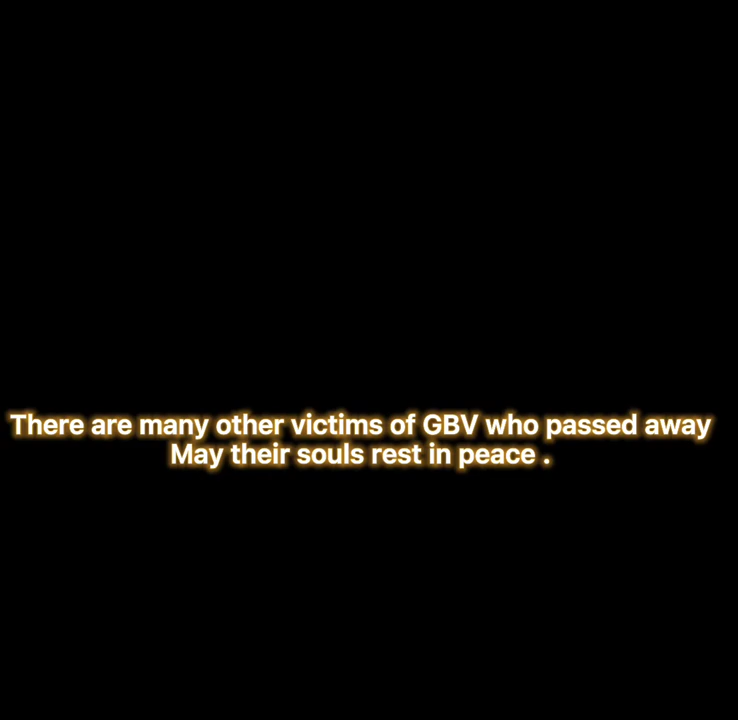 There are many other victims of GBV who passed away
May their souls rest in peace .